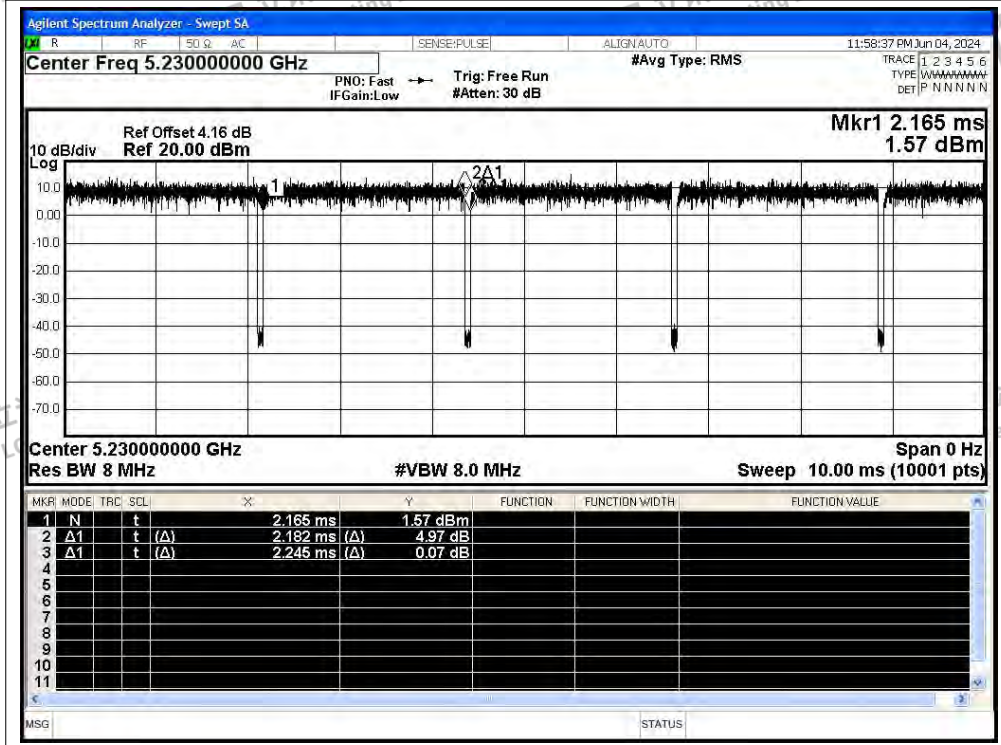 Agilent Spectrum Analyzer - Swept SA
LXI R RF 50 Ω AC SENSE:PULSE ALIGN AUTO 11:58:37 PM Jun 04, 2024
Center Freq 5.230000000 GHz #Avg Type: RMS TRACE 1 2 3 4 5 6
PNO: Fast Trig: Free Run TYPE WWWWWW
IFGain:Low #Atten: 30 dB DET P N N N N N
Mkr1 2.165 ms
Ref Offset 4.16 dB
10 dB/div Ref 20.00 dBm 1.57 dBm
Log
2Δ1
10.0
1
0.00
-10.0
-20.0
-30.0
-40.0
-50.0
-60.0
-70.0
Center 5.230000000 GHz Span 0 Hz
Res BW 8 MHz #VBW 8.0 MHz Sweep 10.00 ms (10001 pts)
MKR MODE TRC SCL X Y FUNCTION FUNCTION WIDTH FUNCTION VALUE
1 N t 2.165 ms 1.57 dBm
2 Δ1 t (Δ) 2.182 ms (Δ) 4.97 dB
3 Δ1 t (Δ) 2.245 ms (Δ) 0.07 dB
4
5
6
7
8
9
10
11
MSG STATUS